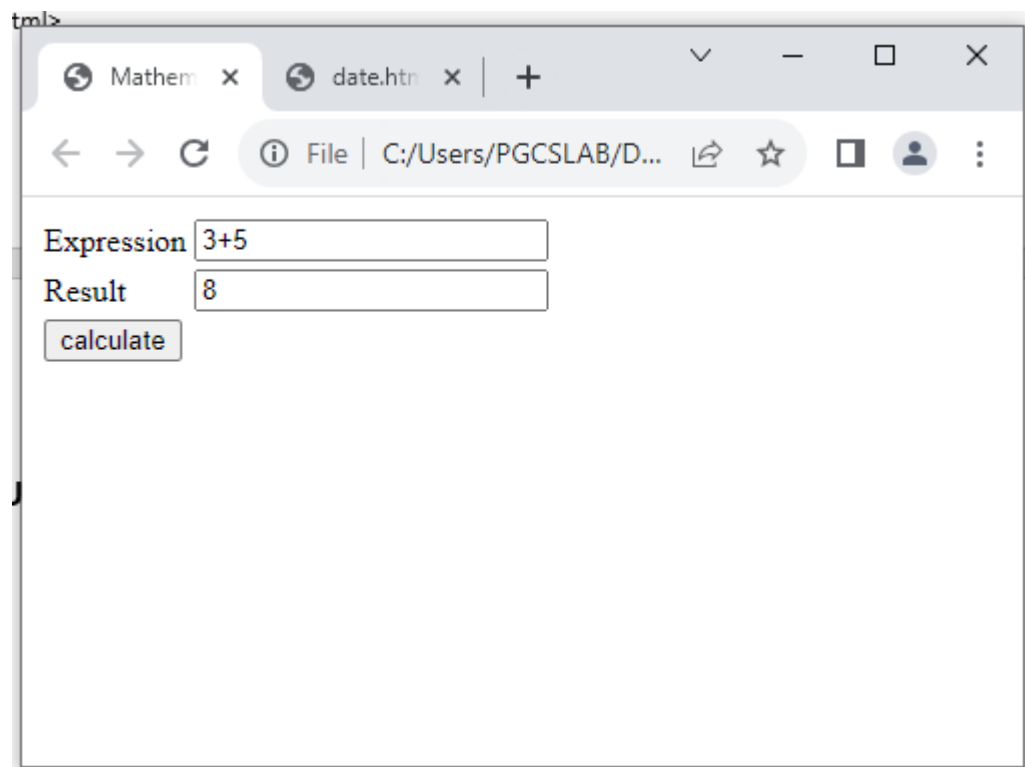 tml>
Mathem
date.htn
File
C:/Users/PGCSLAB/D...
Expression 3+5
Result 8
calculate